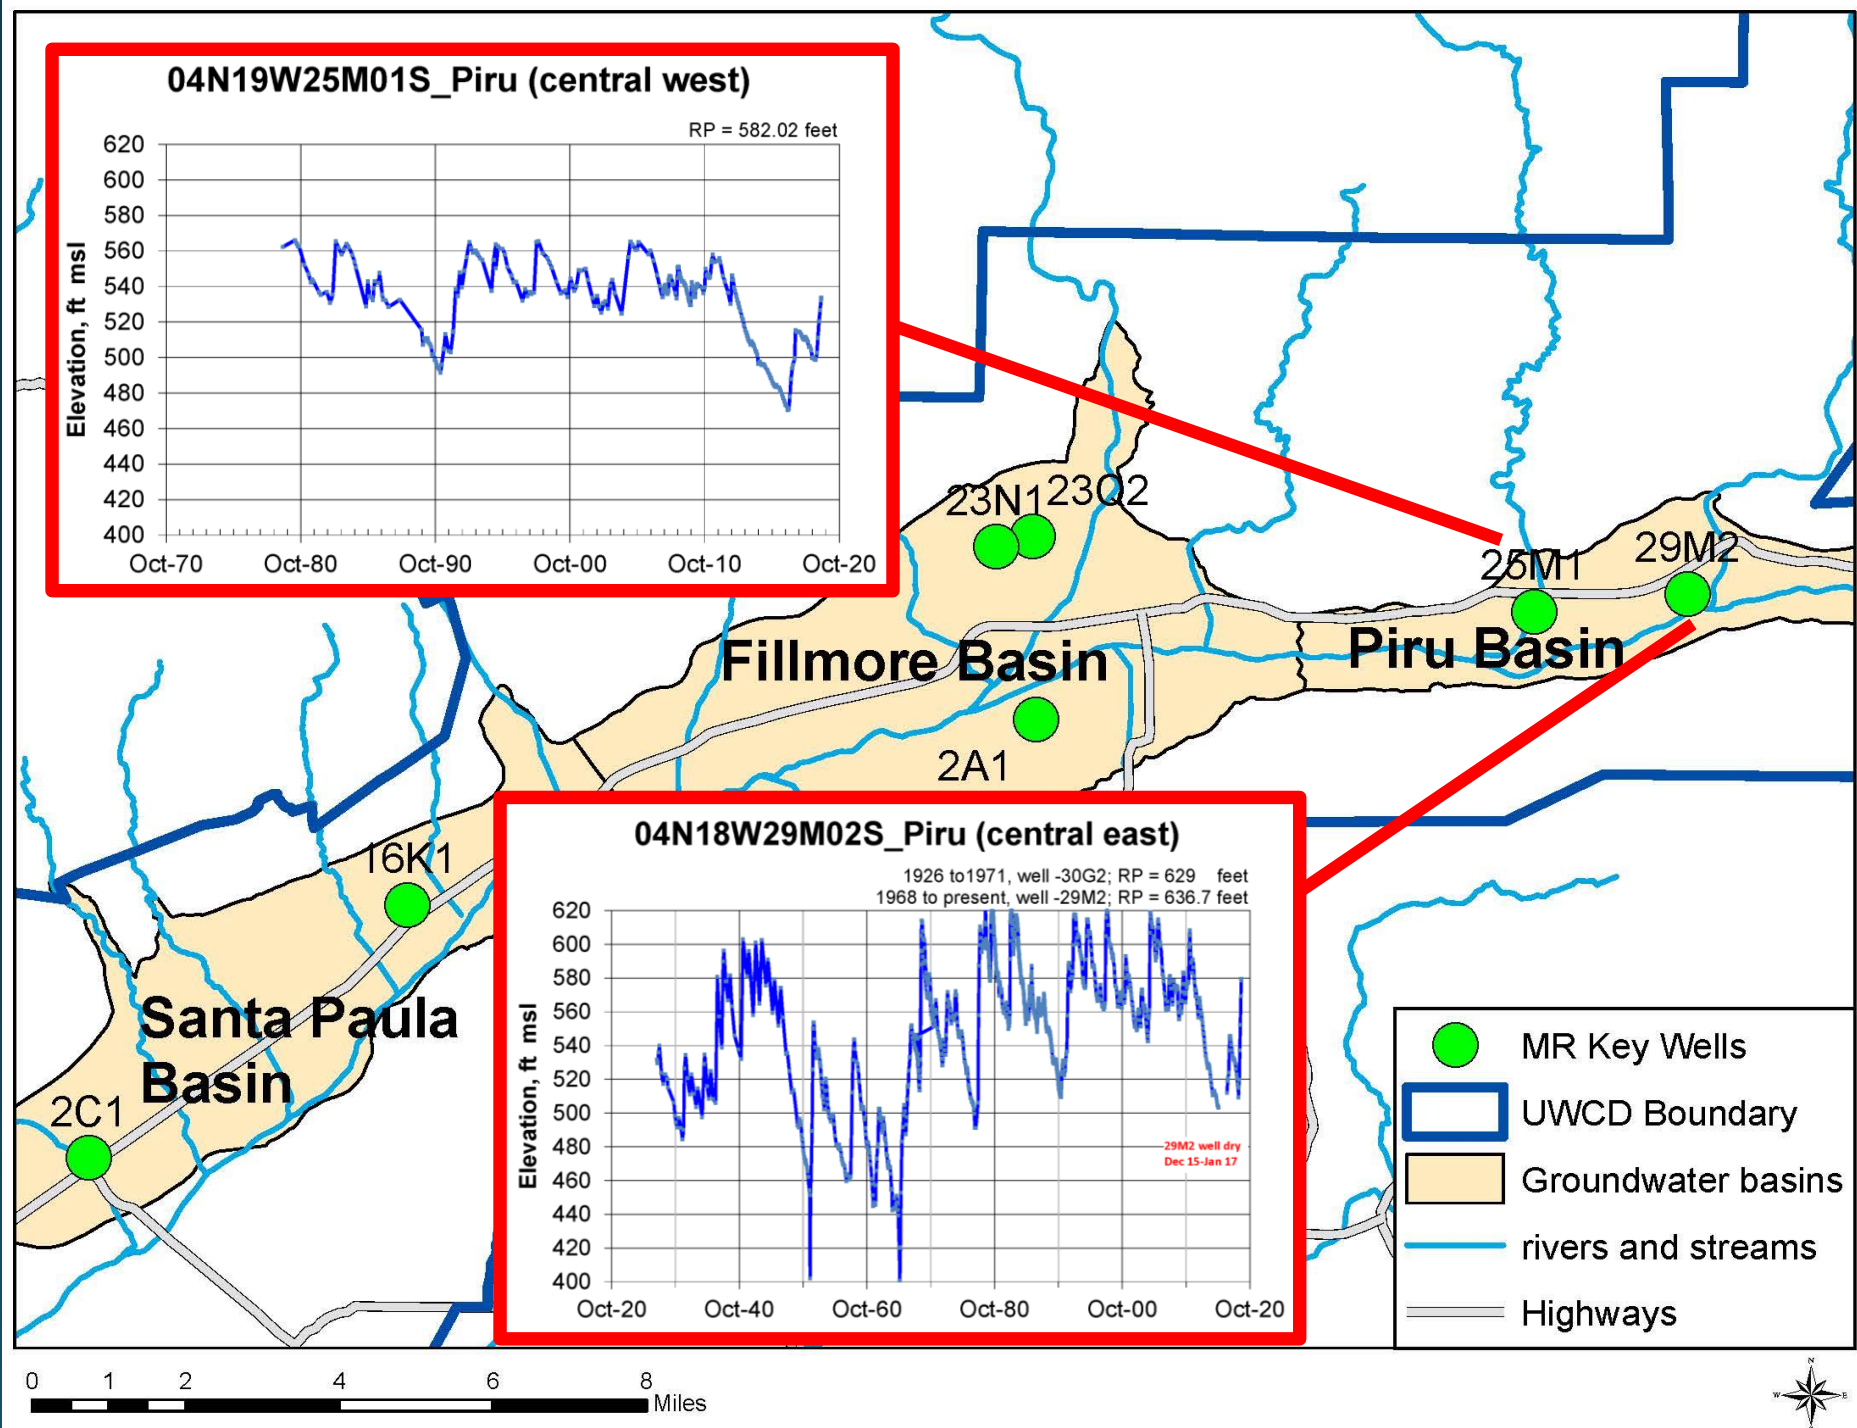 04N19W25M01S_Piru (central west)
RP = 582.02 feet
620
600
580
560
540
520
500
480
460
440
420
400
Elevation, ft msl
Oct-70 Oct-80 Oct-90 Oct-00 Oct-10 Oct-20
23N1 23Q2
25M1 29M2
Fillmore Basin
Piru Basin
2A1
16K1
Santa Paula
Basin
2C1
04N18W29M02S_Piru (central east)
1926 to1971, well -30G2; RP = 629 feet
1968 to present, well -29M2; RP = 636.7 feet
620
600
580
560
540
520
500
480
460
440
420
400
Elevation, ft msl
29M2 well dry
Dec 15-Jan 17
Oct-20 Oct-40 Oct-60 Oct-80 Oct-00 Oct-20
MR Key Wells
UWCD Boundary
Groundwater basins
rivers and streams
Highways
0 1 2 4 6 8
Miles
N
W E